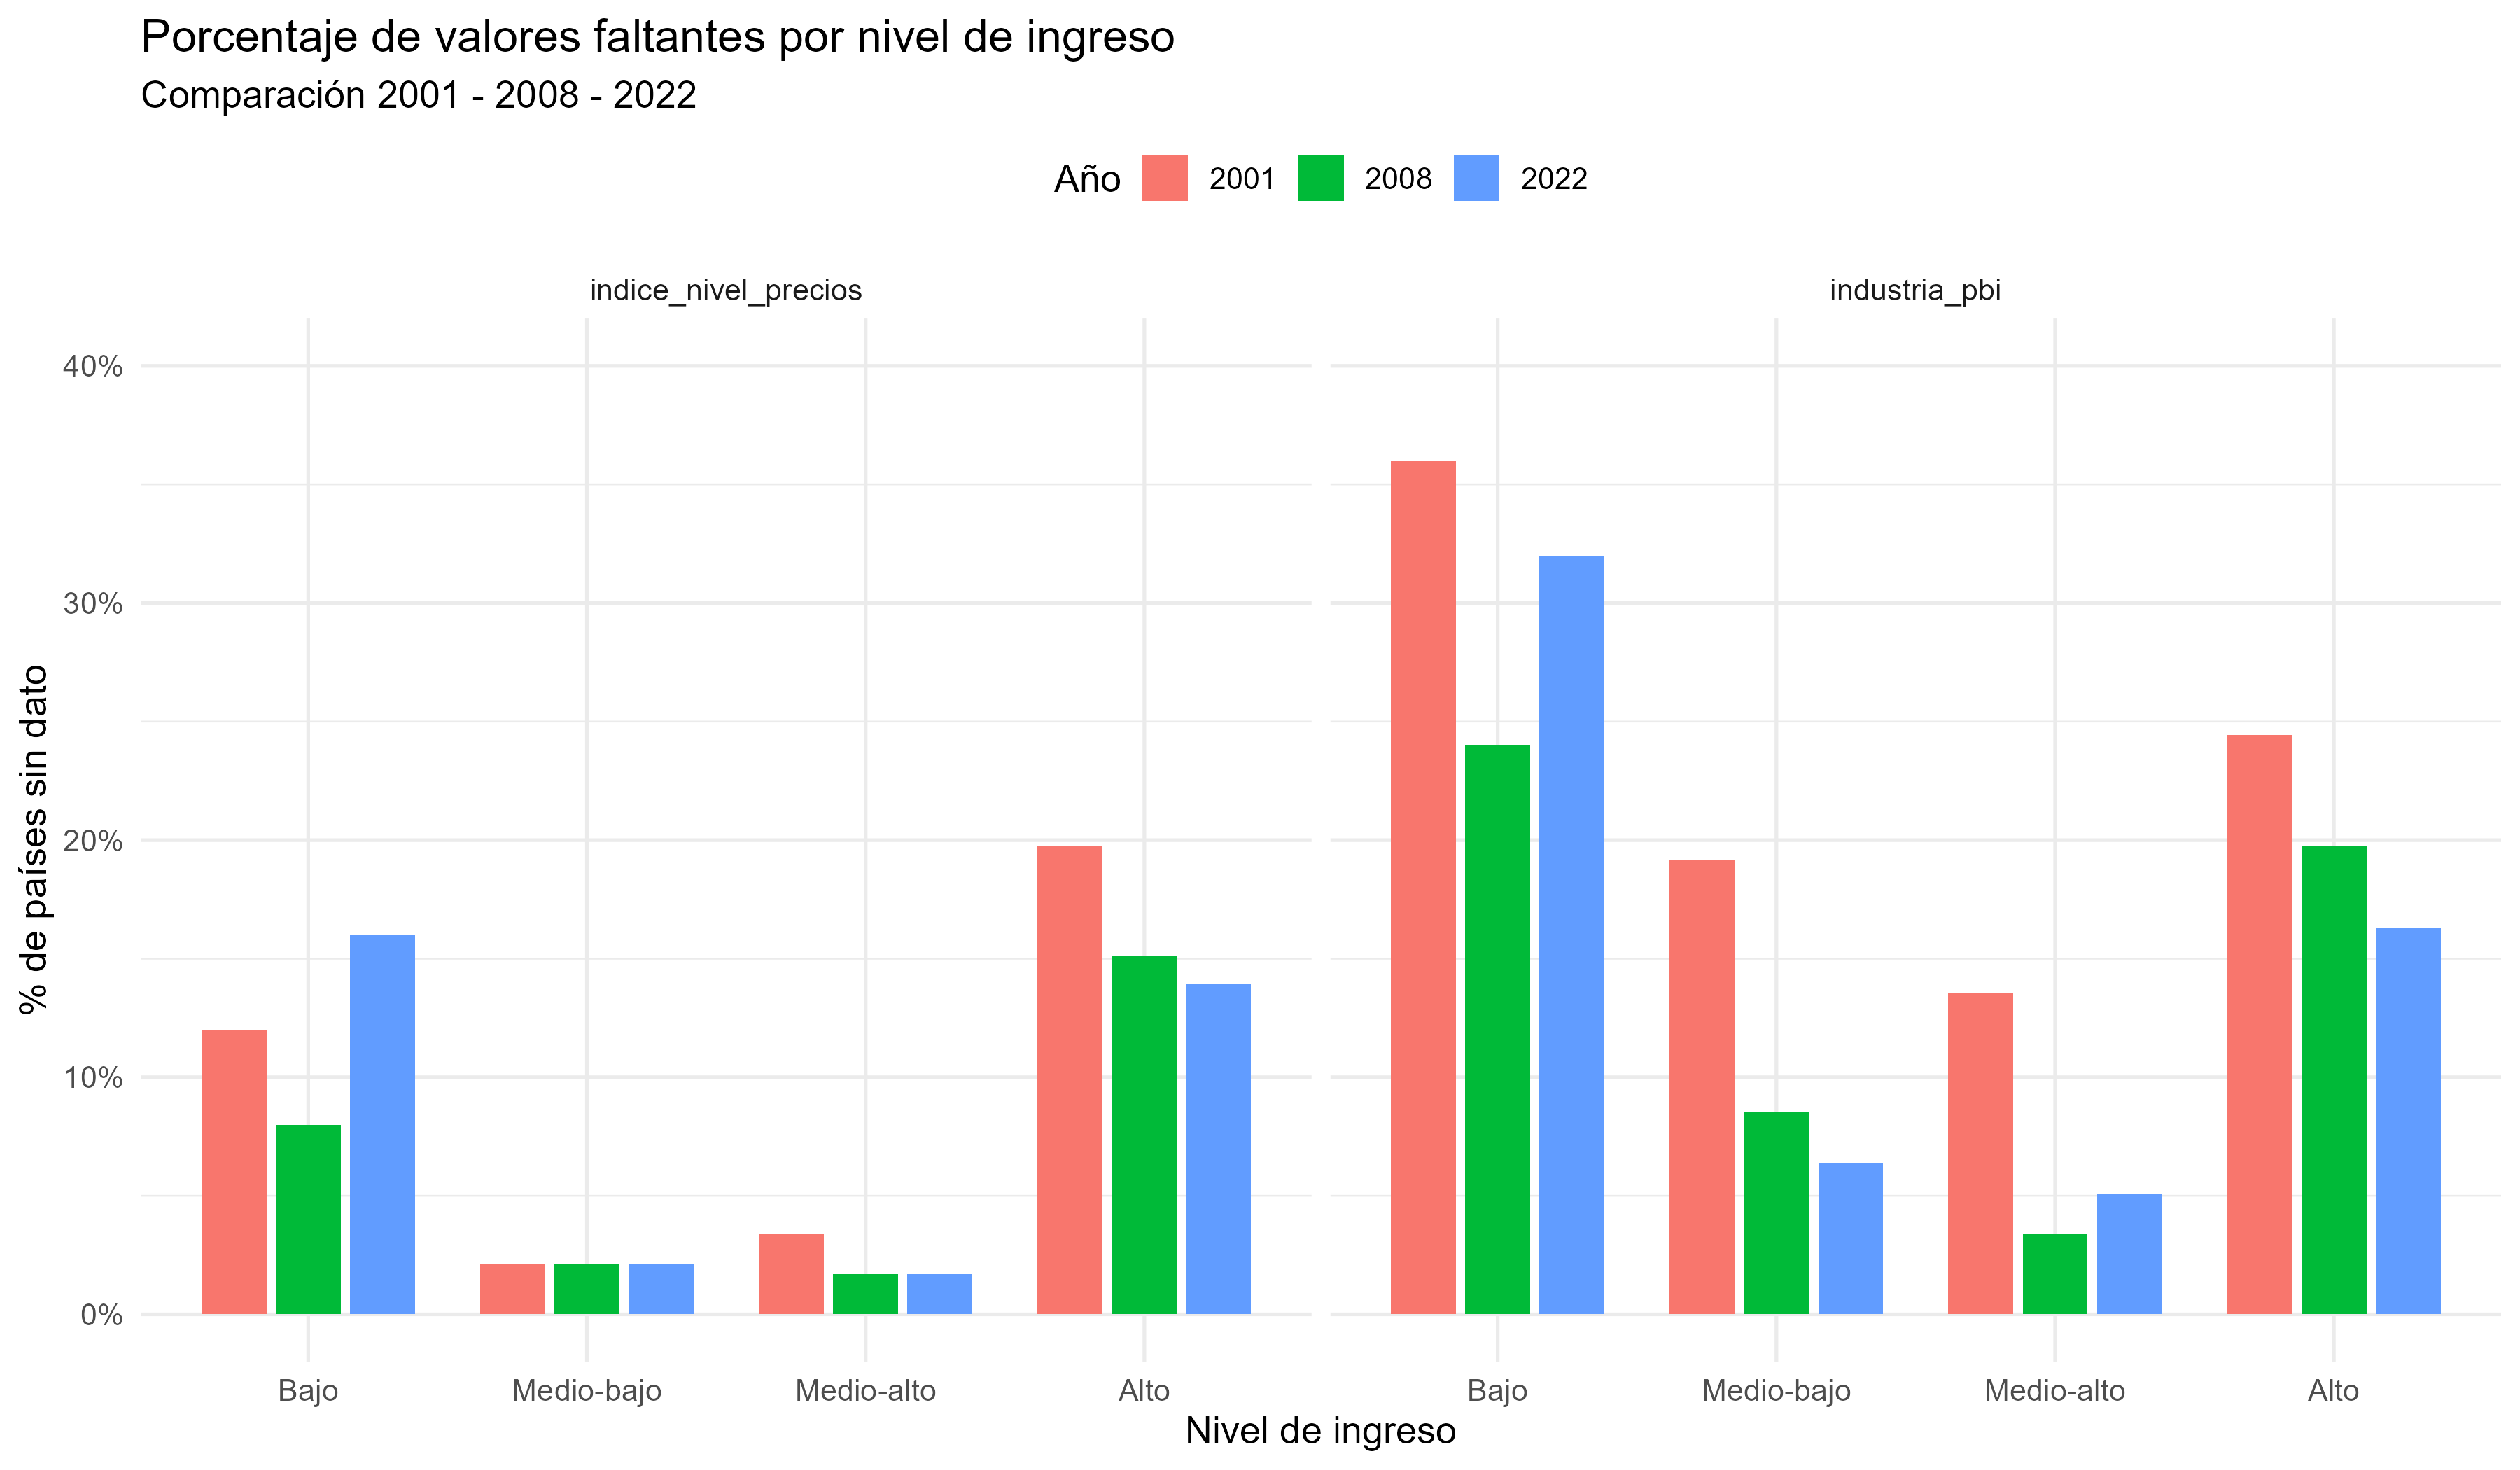 Porcentaje de valores faltantes por nivel de ingreso
Comparación 2001 - 2008 - 2022
Año 2001 2008 2022
indice_nivel_precios industria_pbi
40%
30%
20%
10%
0%
% de países sin dato
Bajo Medio-bajo Medio-alto Alto Bajo Medio-bajo Medio-alto Alto
Nivel de ingreso